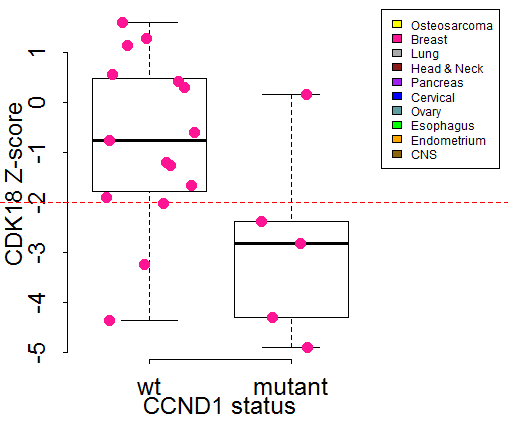 CDK18 Z-score
1
0
-1
-2
-3
-4
-5
wt
mutant
CCND1 status
Osteosarcoma
Breast
Lung
Head & Neck
Pancreas
Cervical
Ovary
Esophagus
Endometrium
CNS